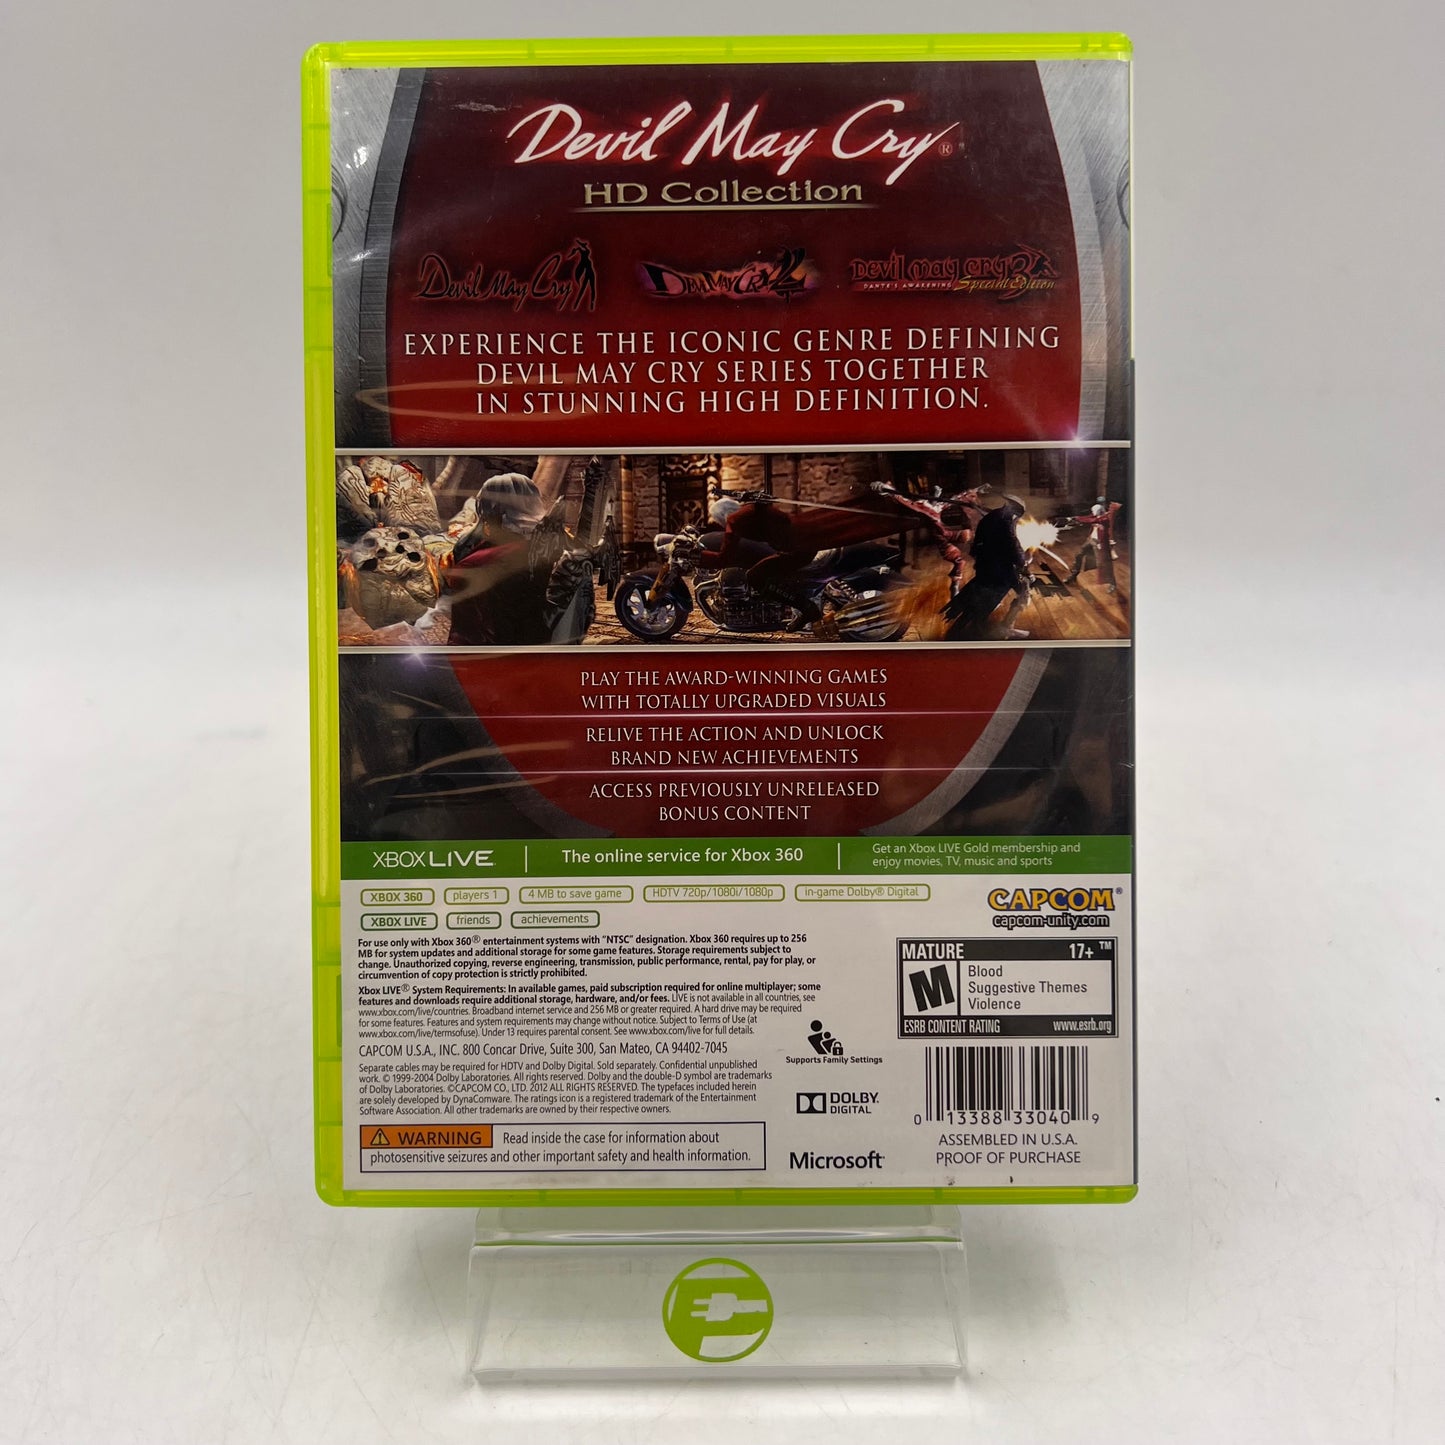 Devil May Cry®
HD Collection
Devil May Cry
Devil May Cry 2
Devil may cry 3
DANTE'S AWAKENING Special Edition
EXPERIENCE THE ICONIC GENRE DEFINING
DEVIL MAY CRY SERIES TOGETHER
IN STUNNING HIGH DEFINITION.
PLAY THE AWARD-WINNING GAMES
WITH TOTALLY UPGRADED VISUALS
RELIVE THE ACTION AND UNLOCK
BRAND NEW ACHIEVEMENTS
ACCESS PREVIOUSLY UNRELEASED
BONUS CONTENT
XBOX LIVE
The online service for Xbox 360
Get an Xbox LIVE Gold membership and
enjoy movies, TV, music and sports
XBOX 360 players 1 4 MB to save game HDTV 720p/1080i/1080p in-game Dolby® Digital
XBOX LIVE friends achievements
CAPCOM®
capcom-unity.com
For use only with Xbox 360® entertainment systems with "NTSC" designation. Xbox 360 requires up to 256
MB for system updates and additional storage for some game features. Storage requirements subject to
change. Unauthorized copying, reverse engineering, transmission, public performance, rental, pay for play, or
circumvention of copy protection is strictly prohibited.
Xbox LIVE® System Requirements: In available games, paid subscription required for online multiplayer; some
features and downloads require additional storage, hardware, and/or fees. LIVE is not available in all countries, see
www.xbox.com/live/countries. Broadband internet service and 256 MB or greater required. A hard drive may be required
for some features. Features and system requirements may change without notice. Subject to Terms of Use (at
www.xbox.com/live/termsofuse). Under 13 requires parental consent. See www.xbox.com/live for full details.
CAPCOM U.S.A., INC. 800 Concar Drive, Suite 300, San Mateo, CA 94402-7045
Separate cables may be required for HDTV and Dolby Digital. Sold separately. Confidential unpublished
work. © 1999-2004 Dolby Laboratories. All rights reserved. Dolby and the double-D symbol are trademarks
of Dolby Laboratories. ©CAPCOM CO., LTD. 2012 ALL RIGHTS RESERVED. The typefaces included herein
are solely developed by DynaComware. The ratings icon is a registered trademark of the Entertainment
Software Association. All other trademarks are owned by their respective owners.
WARNING Read inside the case for information about
photosensitive seizures and other important safety and health information.
Supports Family Settings
DOLBY
DIGITAL
Microsoft
MATURE 17+ ™
M
Blood
Suggestive Themes
Violence
ESRB CONTENT RATING www.esrb.org
0 13388 33040 9
ASSEMBLED IN U.S.A.
PROOF OF PURCHASE